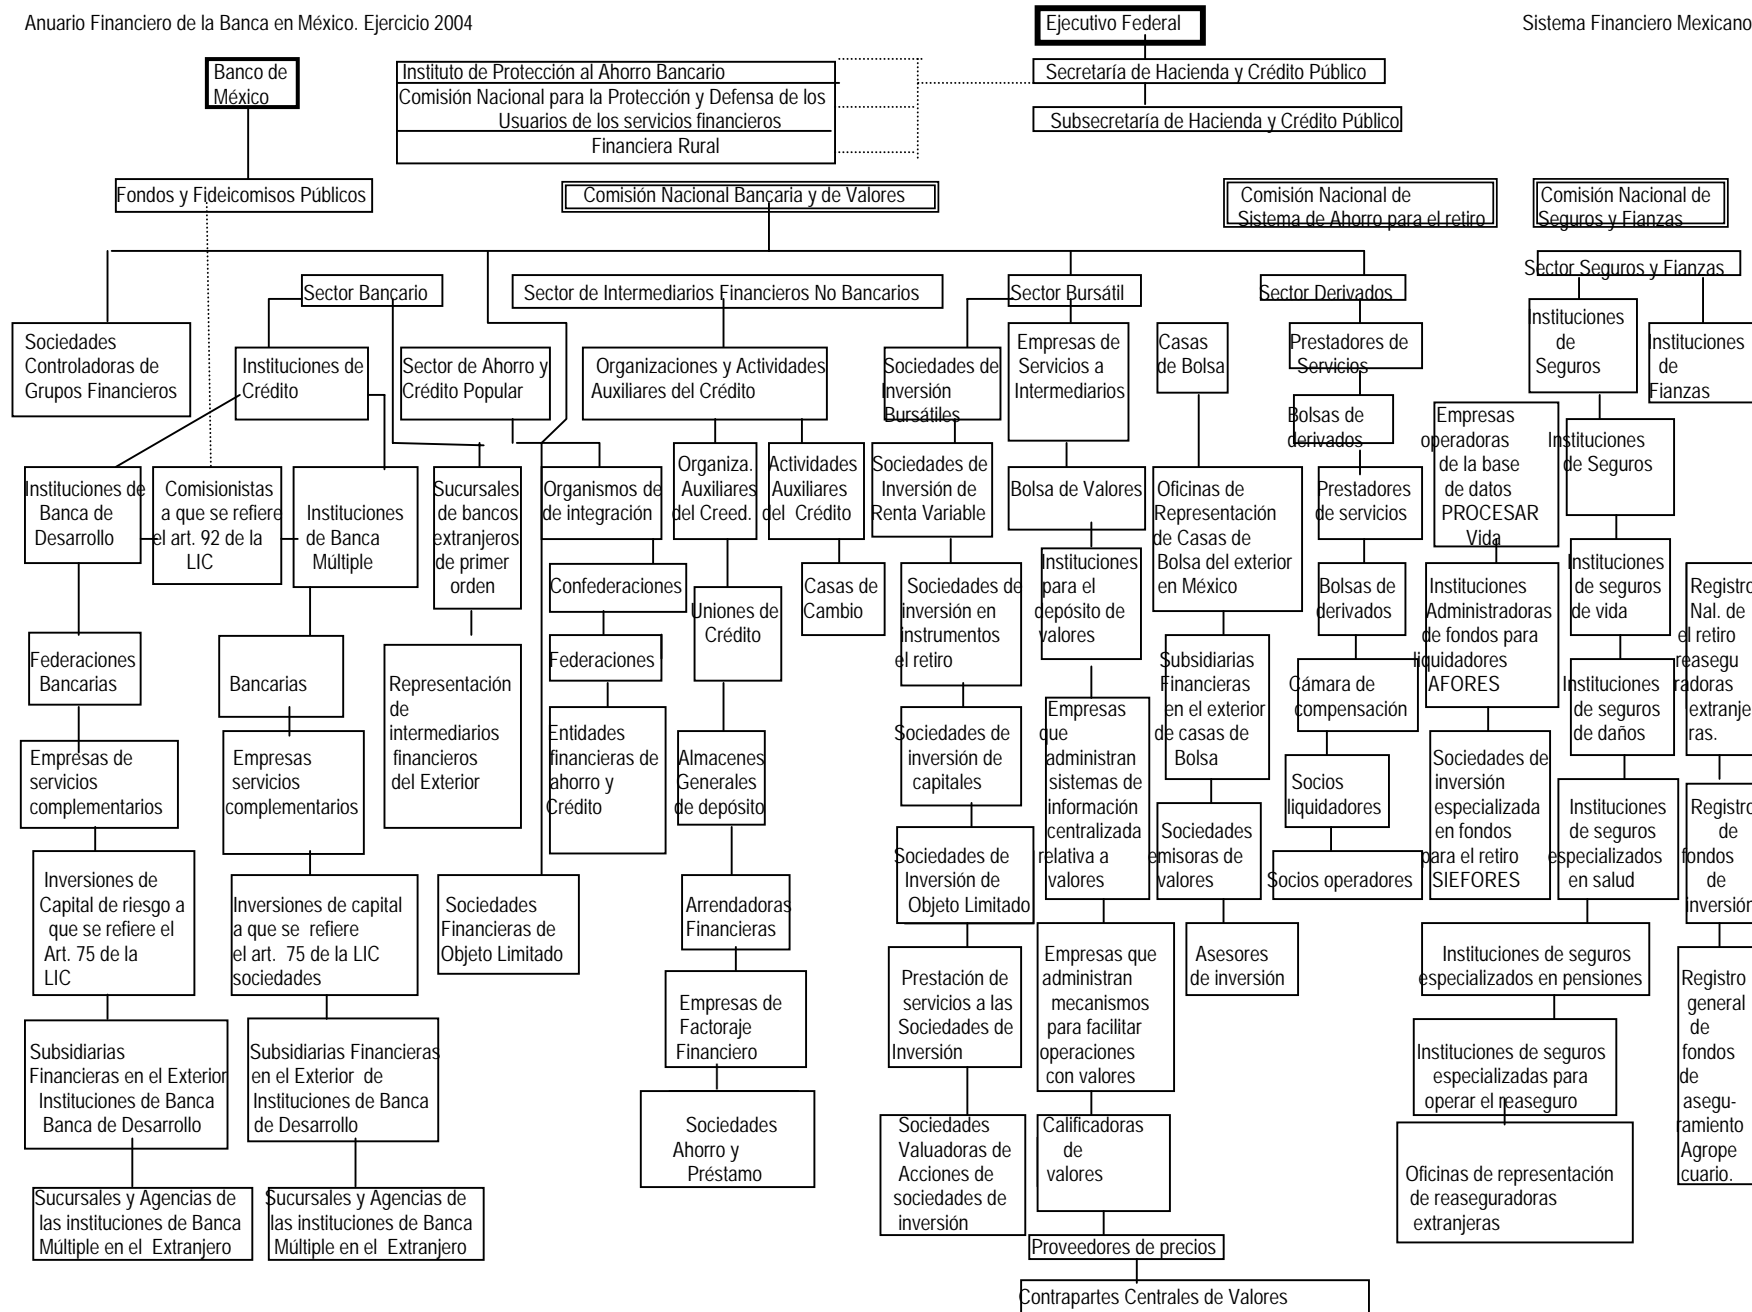 Anuario Financiero de la Banca en México. Ejercicio 2004
Ejecutivo Federal
Sistema Financiero Mexicano
Banco de
México
Instituto de Protección al Ahorro Bancario
Comisión Nacional para la Protección y Defensa de los
Usuarios de los servicios financieros
Financiera Rural
Secretaría de Hacienda y Crédito Público
Subsecretaría de Hacienda y Crédito Público
Fondos y Fideicomisos Públicos
Comisión Nacional Bancaria y de Valores
Comisión Nacional de
Sistema de Ahorro para el retiro
Comisión Nacional de
Seguros y Fianzas
Sector Bancario
Sector de Intermediarios Financieros No Bancarios
Sector Bursátil
Sector Derivados
Sector Seguros y Fianzas
Sociedades
Controladoras de
Grupos Financieros
Instituciones de
Crédito
Sector de Ahorro y
Crédito Popular
Organizaciones y Actividades
Auxiliares del Crédito
Sociedades de
Inversión
Bursátiles
Empresas de
Servicios a
Intermediarios
Casas
de Bolsa
Prestadores de
Servicios
Instituciones
de
Seguros
Instituciones
de
Fianzas
Bolsas de
derivados
Empresas
operadoras
de la base
de datos
PROCESAR
Vida
Instituciones
de Seguros
Instituciones de
Banca de
Desarrollo
Comisionistas
a que se refiere
el art. 92 de la
LIC
Instituciones
de Banca
Múltiple
Sucursales
de bancos
extranjeros
de primer
orden
Organismos de
de integración
Organiza.
Auxiliares
del Creed.
Actividades
Auxiliares
del Crédito
Sociedades de
Inversión de
Renta Variable
Bolsa de Valores
Oficinas de
Representación
de Casas de
Bolsa del exterior
en México
Prestadores
de servicios
Confederaciones
Uniones de
Crédito
Casas de
Cambio
Sociedades de
inversión en
instrumentos
el retiro
Instituciones
para el
depósito de
valores
Bolsas de
derivados
Instituciones
Administradoras
de fondos para
liquidadores
AFORES
Instituciones
de seguros
de vida
Registro
Nal. de
el retiro
reasegu
radoras
extranje
ras.
Federaciones
Bancarias
Bancarias
Representación
de
intermediarios
financieros
del Exterior
Federaciones
Subsidiarias
Financieras
en el exterior
de casas de
Bolsa
Cámara de
compensación
Instituciones
de seguros
de daños
Empresas de
servicios
complementarios
Empresas
servicios
complementarios
Entidades
financieras de
ahorro y
Crédito
Almacenes
Generales
de depósito
Sociedades de
inversión de
capitales
Empresas
que
administran
sistemas de
información
centralizada
relativa a
valores
Socios
liquidadores
Sociedades de
inversión
especializada
en fondos
para el retiro
SIEFORES
Instituciones
de seguros
especializados
en salud
Registro
de
fondos
de
inversión
Inversiones de
Capital de riesgo a
que se refiere el
Art. 75 de la
LIC
Inversiones de capital
a que se refiere
el art. 75 de la LIC
sociedades
Sociedades
Financieras de
Objeto Limitado
Arrendadoras
Financieras
Sociedades de
Inversión de
Objeto Limitado
Sociedades
emisoras de
valores
Socios operadores
Prestación de
servicios a las
Sociedades de
Inversión
Empresas que
administran
mecanismos
para facilitar
operaciones
con valores
Asesores
de inversión
Instituciones de seguros
especializados en pensiones
Registro
general
de
fondos
de
asegu-
ramiento
Agrope
cuario.
Subsidiarias
Financieras en el Exterior
Instituciones de Banca
Banca de Desarrollo
Subsidiarias Financieras
en el Exterior de
Instituciones de Banca
de Desarrollo
Empresas de
Factoraje
Financiero
Instituciones de seguros
especializadas para
operar el reaseguro
Sociedades
Ahorro y
Préstamo
Sociedades
Valuadoras de
Acciones de
sociedades de
inversión
Calificadoras
de
valores
Oficinas de representación
de reaseguradoras
extranjeras
Sucursales y Agencias de
las instituciones de Banca
Múltiple en el Extranjero
Sucursales y Agencias de
las instituciones de Banca
Múltiple en el Extranjero
Proveedores de precios
Contrapartes Centrales de Valores